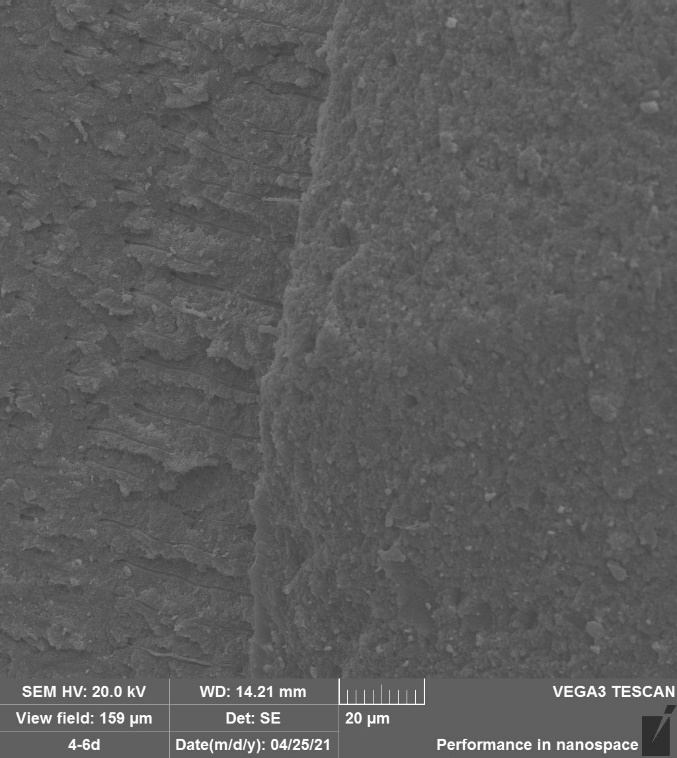 SEM HV: 20.0 kV
WD: 14.21 mm
VEGA3 TESCAN
View field: 159 µm
Det: SE
20 µm
4-6d
Date(m/d/y): 04/25/21
Performance in nanospace